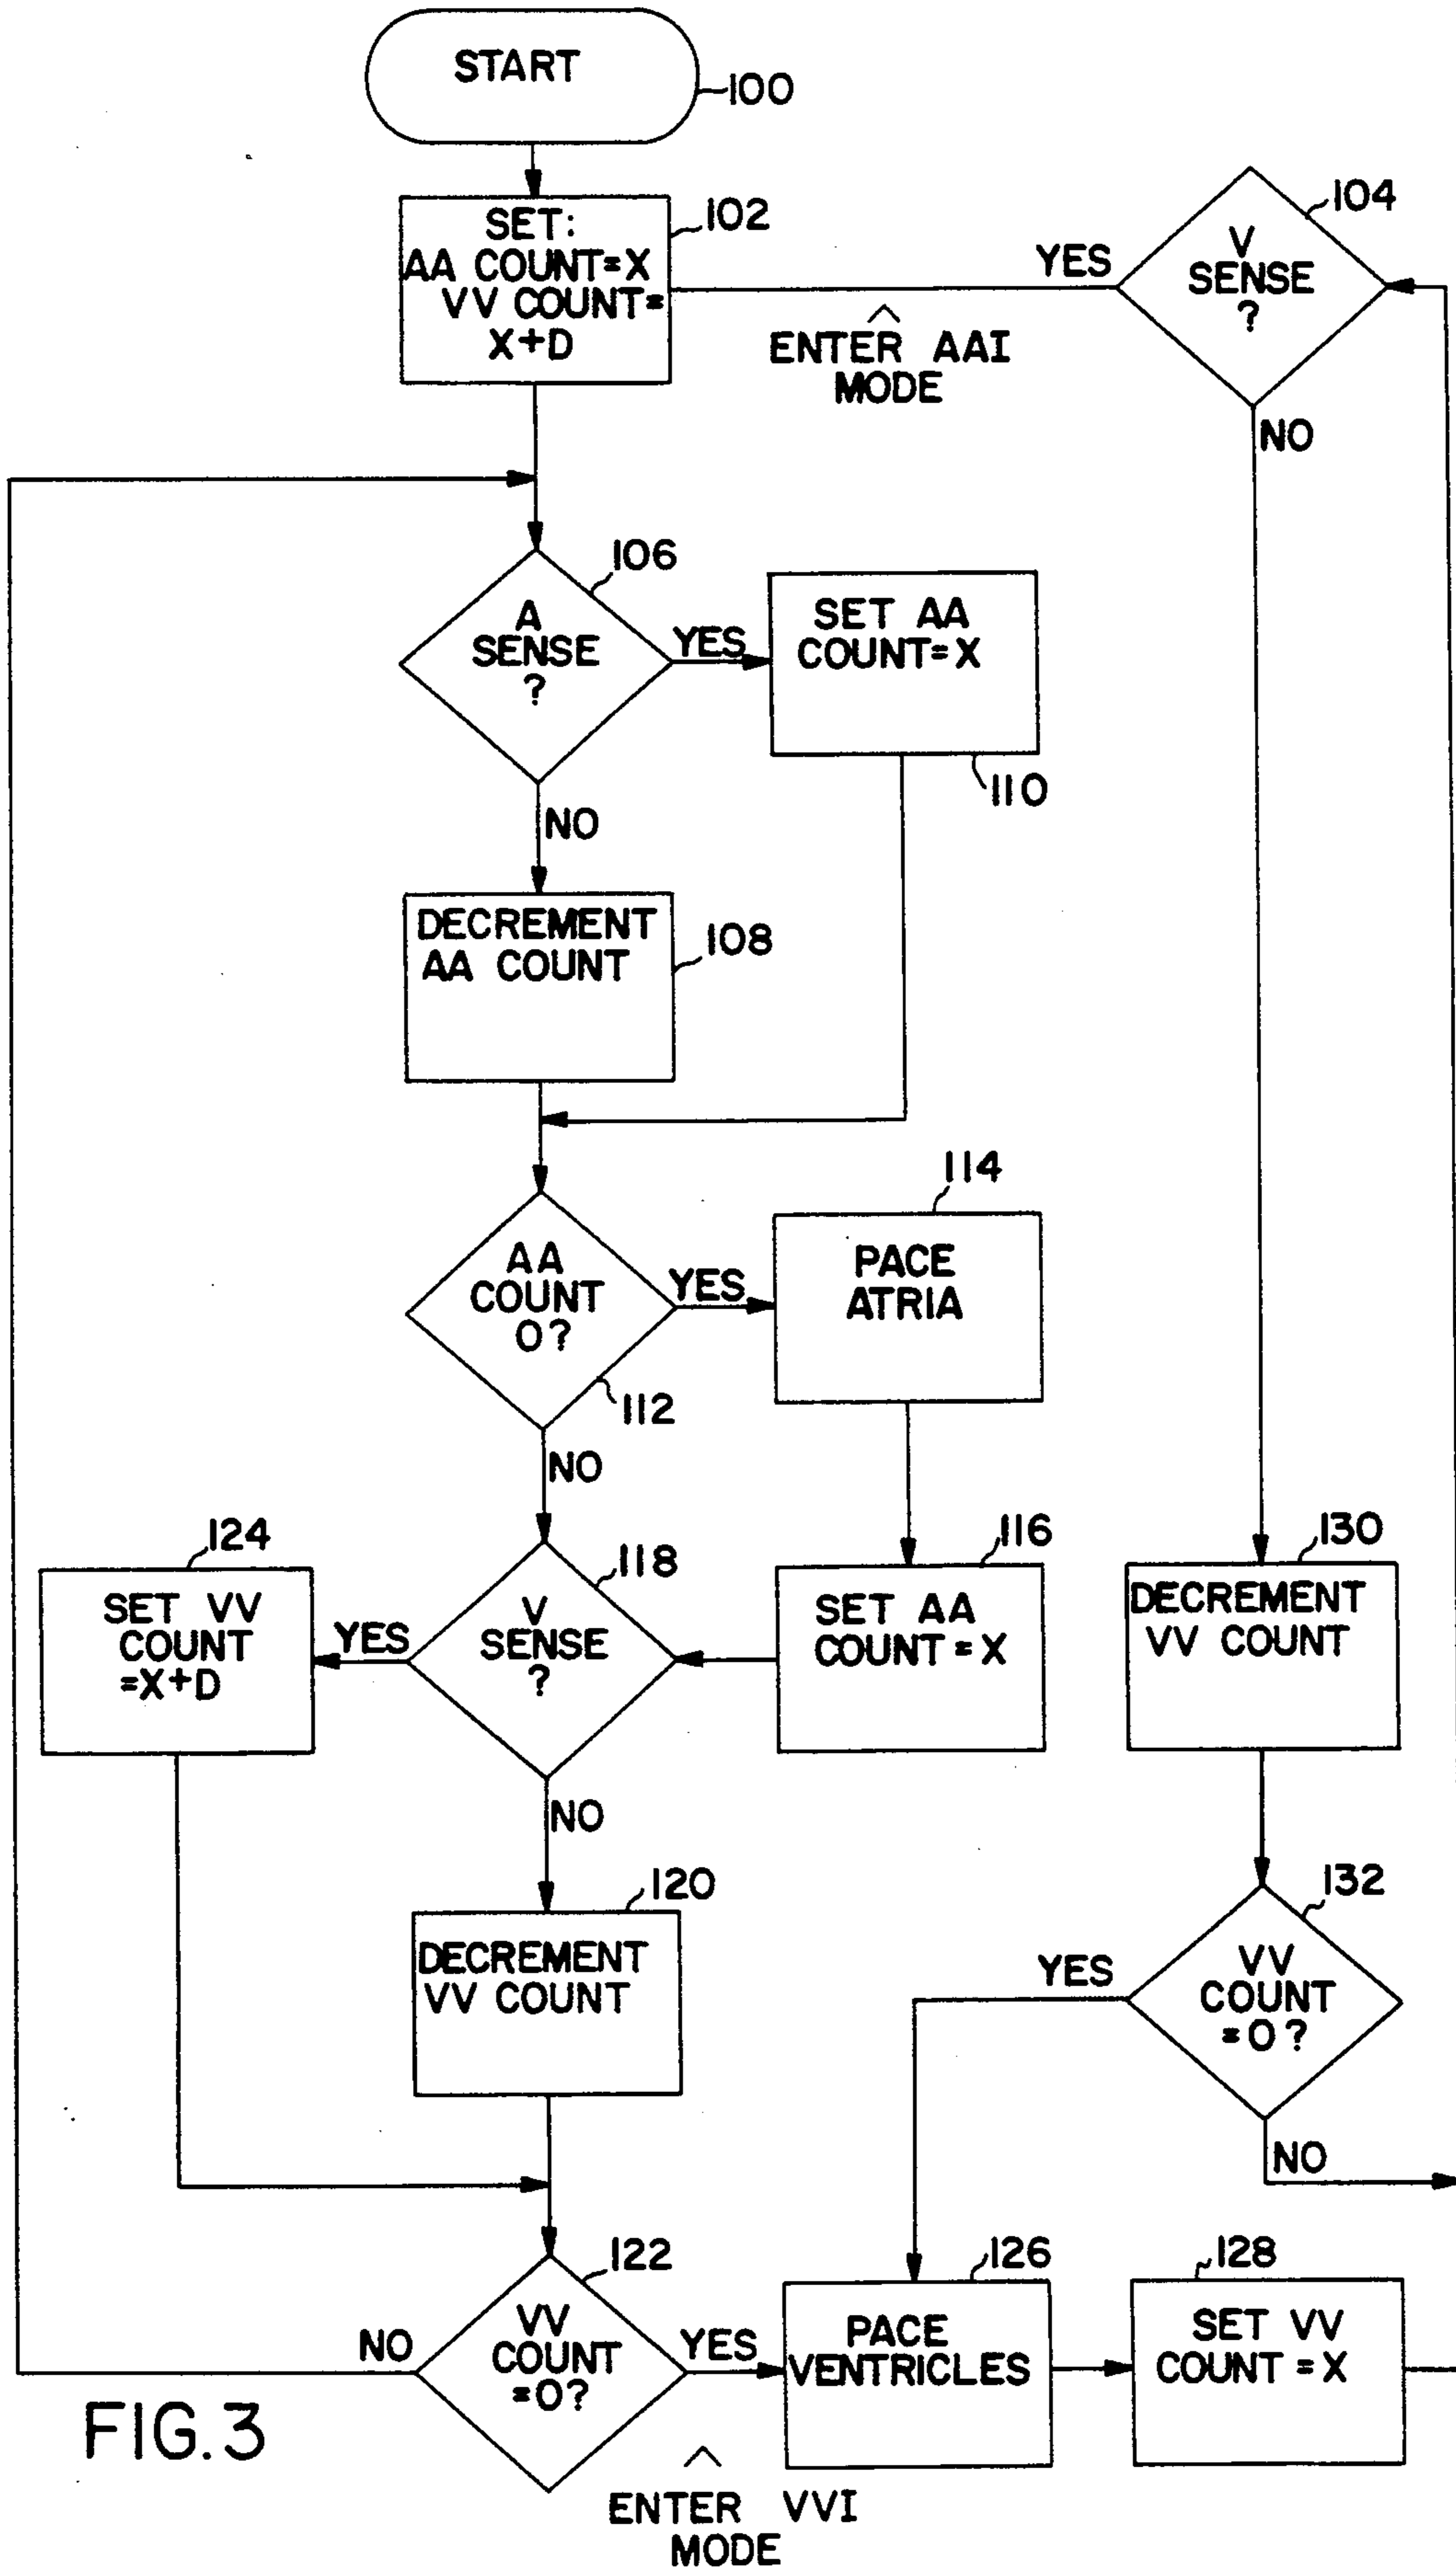 START
100
SET:
AA COUNT=X
VV COUNT=
X+D
102
YES
ENTER AAI
MODE
V
SENSE
?
104
NO
A
SENSE
?
106
YES
SET AA
COUNT=X
110
NO
DECREMENT
AA COUNT
108
AA
COUNT
0?
112
YES
114
PACE
ATRIA
NO
124
SET VV
COUNT
=X+D
YES
V
SENSE
?
118
116
SET AA
COUNT=X
130
DECREMENT
VV COUNT
NO
120
DECREMENT
VV COUNT
132
VV
COUNT
=0?
YES
NO
122
VV
COUNT
=0?
NO
YES
126
PACE
VENTRICLES
128
SET VV
COUNT=X
FIG.3
ENTER VVI
MODE